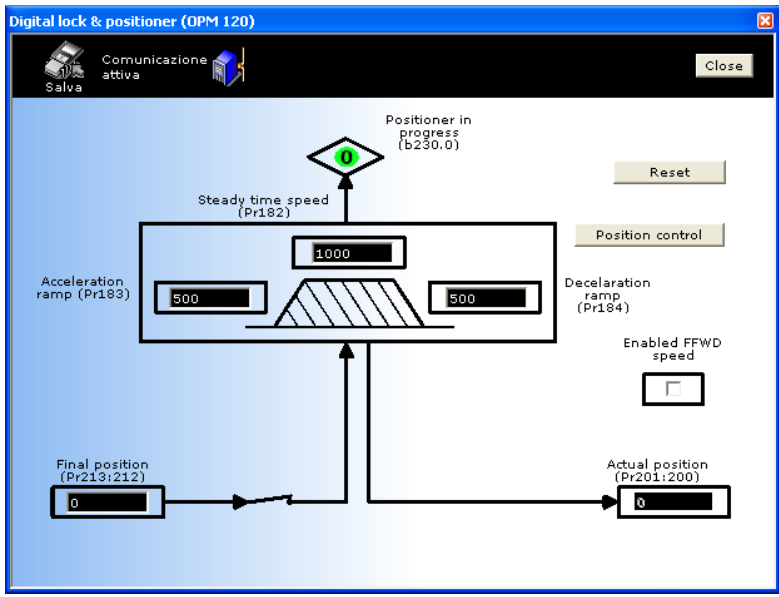 Digital lock & positioner (OPM 120)
Comunicazione
attiva
Salva
Close
Positioner in
progress
(b230.0)
0
Reset
Steady time speed
(Pr182)
Position control
1000
Acceleration
ramp (Pr183)
500
500
Decelaration
ramp
(Pr184)
Enabled FFWD
speed
Final position
(Pr213:212)
0
Actual position
(Pr201:200)
0